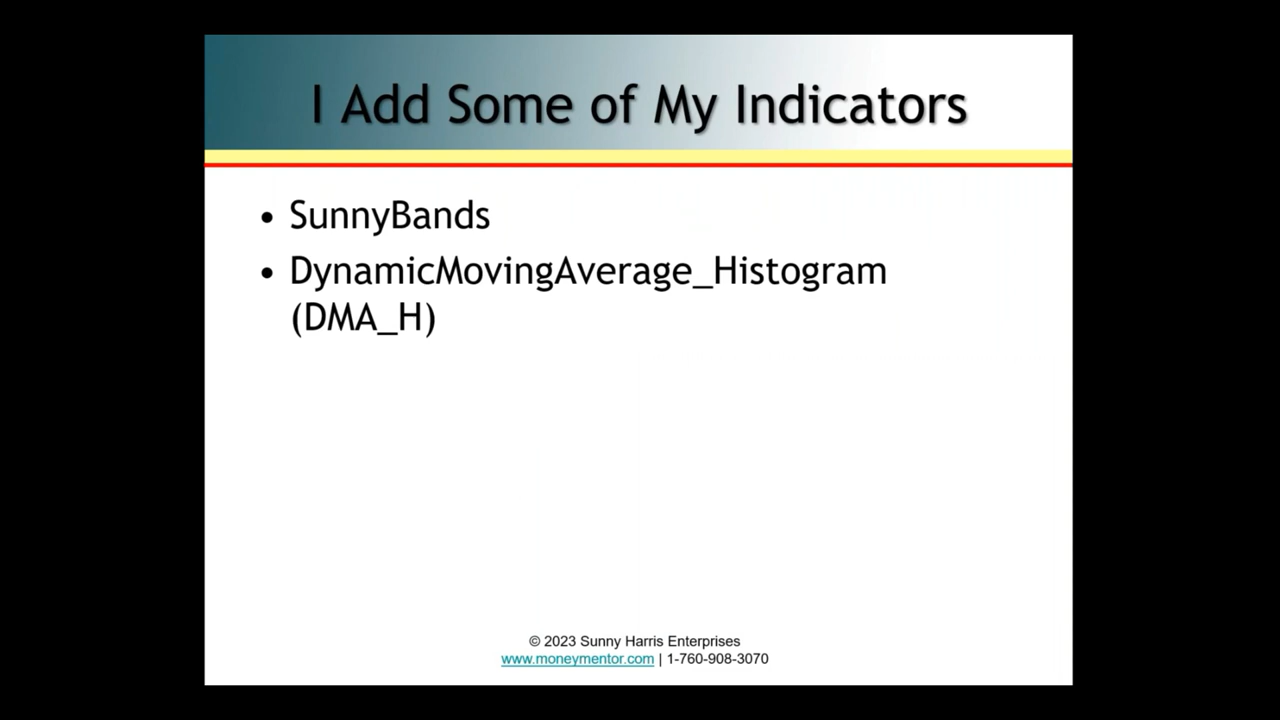 I Add Some of My Indicators
• SunnyBands
• DynamicMovingAverage_Histogram
(DMA_H)
© 2023 Sunny Harris Enterprises
www.moneymentor.com | 1-760-908-3070